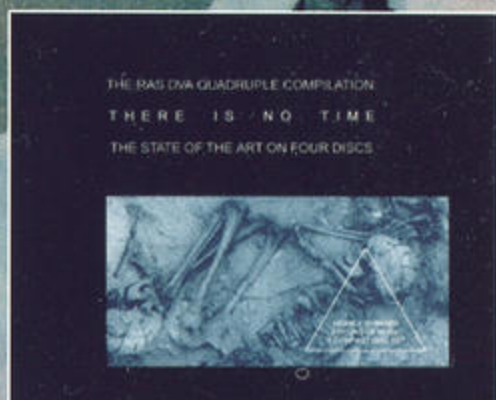 THE RAS DVA QUADRUPLE COMPILATION:
THERE IS NO TIME
THE STATE OF THE ART ON FOUR DISCS